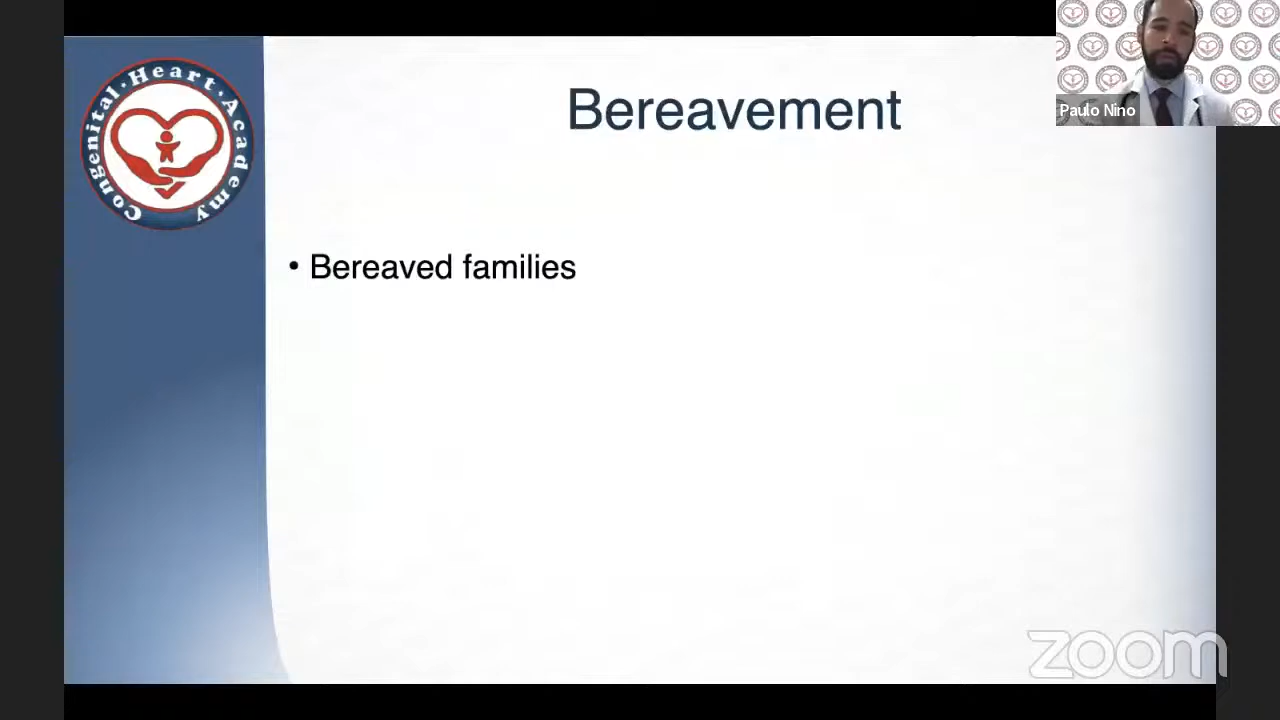 Congenital · Heart · Academy
Bereavement
Paulo Nino
• Bereaved families
zoom